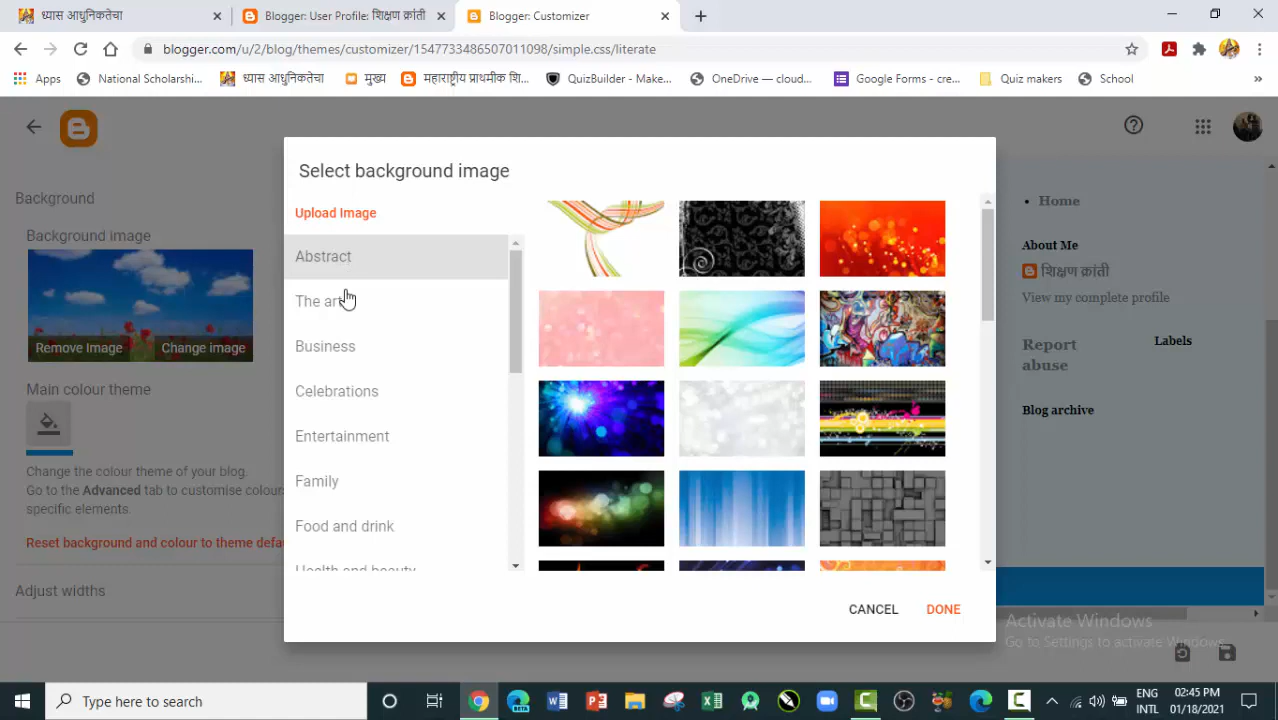 ध्यास आधुनिकतेचा
Blogger: User Profile: शिक्षण क्रांती
Blogger: Customizer
blogger.com/u/2/blog/themes/customizer/1547733486507011098/simple.css/literate
Apps
National Scholarship...
ध्यास आधुनिकतेचा
मुख्य
महाराष्ट्रीय प्राथमीक शि...
QuizBuilder - Make...
OneDrive — cloud...
Google Forms - cre...
Quiz makers
School
Background
Background image
Remove Image
Change image
Main colour theme
Change the colour theme of your blog.
Go to the Advanced tab to customise colour
specific elements.
Reset background and colour to theme defa
Adjust widths
Select background image
Upload Image
Abstract
The art
Business
Celebrations
Entertainment
Family
Food and drink
Health and beauty
CANCEL
DONE
Home
About Me
शिक्षण क्रांती
View my complete profile
Report
abuse
Labels
Blog archive
Activate Windows
Go to Settings to activate Windows.
Type here to search
ENG
INTL
02:45 PM
01/18/2021